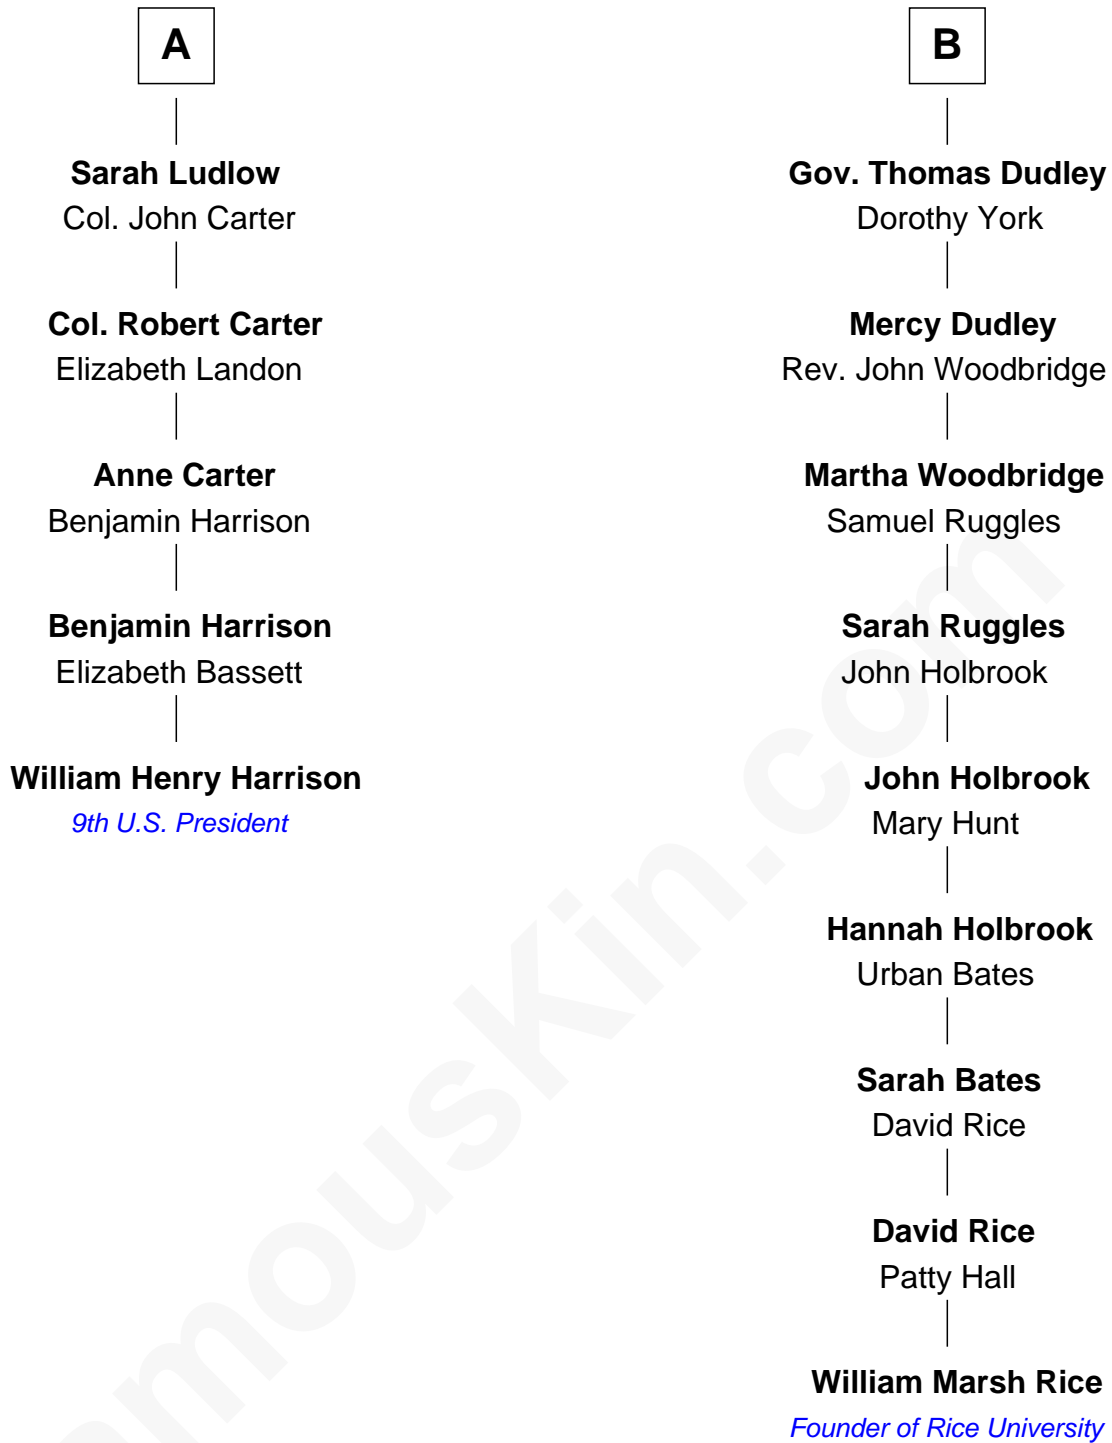 A
Sarah Ludlow
Col. John Carter
Col. Robert Carter
Elizabeth Landon
Anne Carter
Benjamin Harrison
Benjamin Harrison
Elizabeth Bassett
William Henry Harrison
9th U.S. President
B
Gov. Thomas Dudley
Dorothy York
Mercy Dudley
Rev. John Woodbridge
Martha Woodbridge
Samuel Ruggles
Sarah Ruggles
John Holbrook
John Holbrook
Mary Hunt
Hannah Holbrook
Urban Bates
Sarah Bates
David Rice
David Rice
Patty Hall
William Marsh Rice
Founder of Rice University
amousKin.com